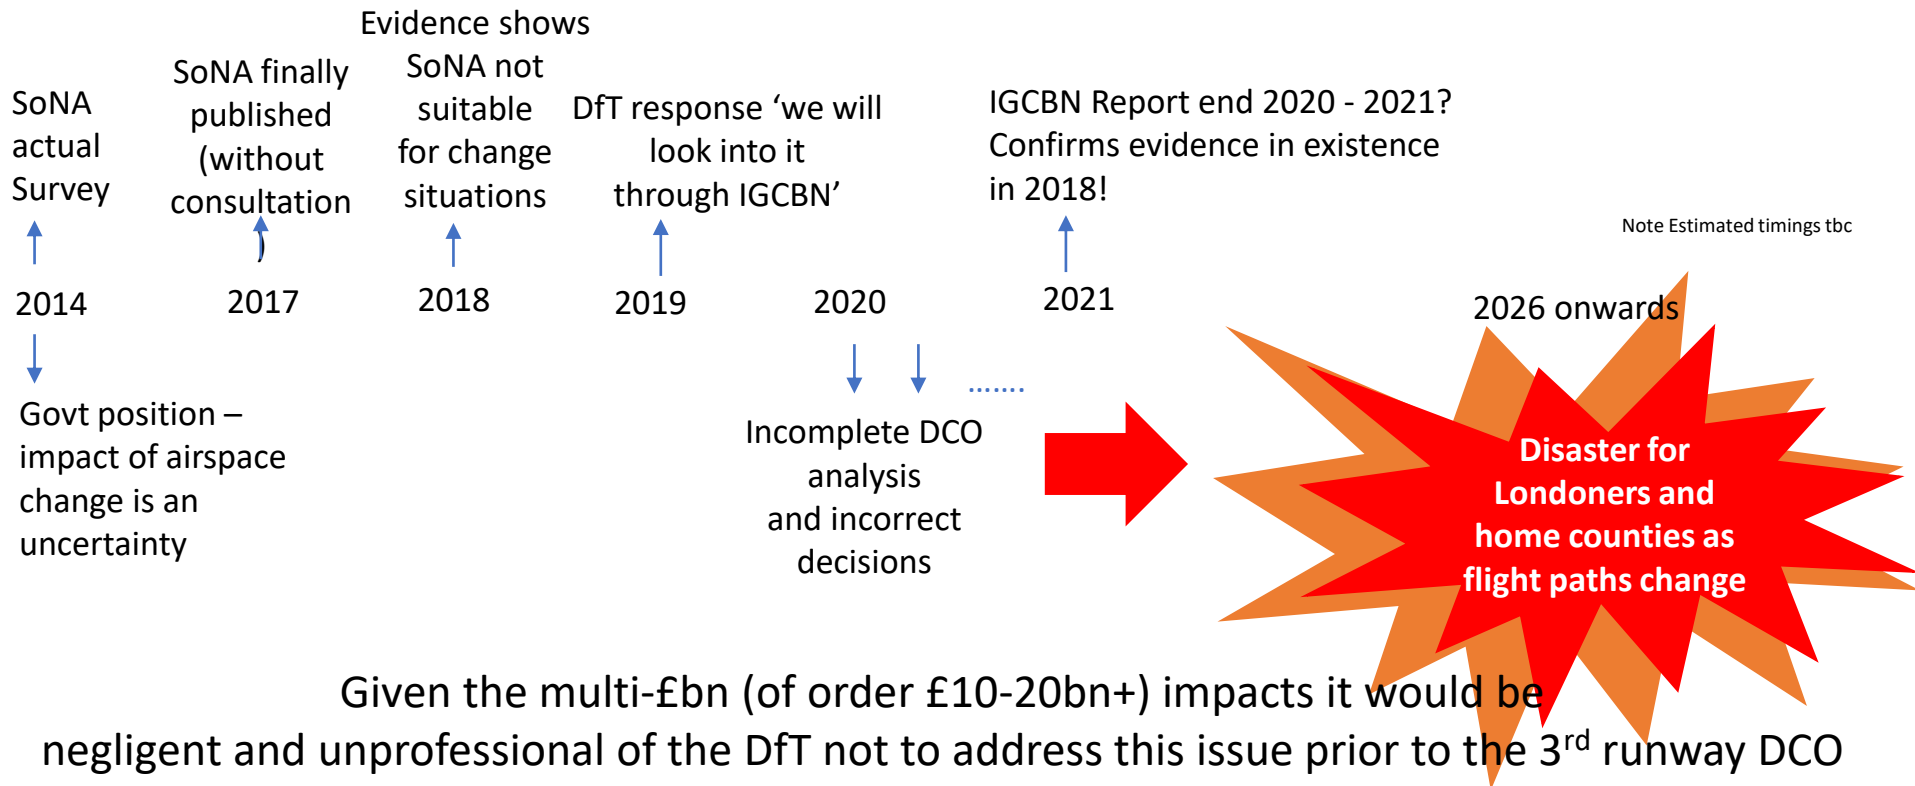 SoNA
actual
Survey
SoNA finally
published
(without
consultation
)
Evidence shows
SoNA not
suitable
for change
situations
DfT response ‘we will
look into it
through IGCBN’
IGCBN Report end 2020 - 2021?
Confirms evidence in existence
in 2018!
Note Estimated timings tbc
2014
2017
2018
2019
2020
2021
2026 onwards
Govt position –
impact of airspace
change is an
uncertainty
.......
Incomplete DCO
analysis
and incorrect
decisions
Disaster for
Londoners and
home counties as
flight paths change
Given the multi-£bn (of order £10-20bn+) impacts it would be
negligent and unprofessional of the DfT not to address this issue prior to the 3rd runway DCO